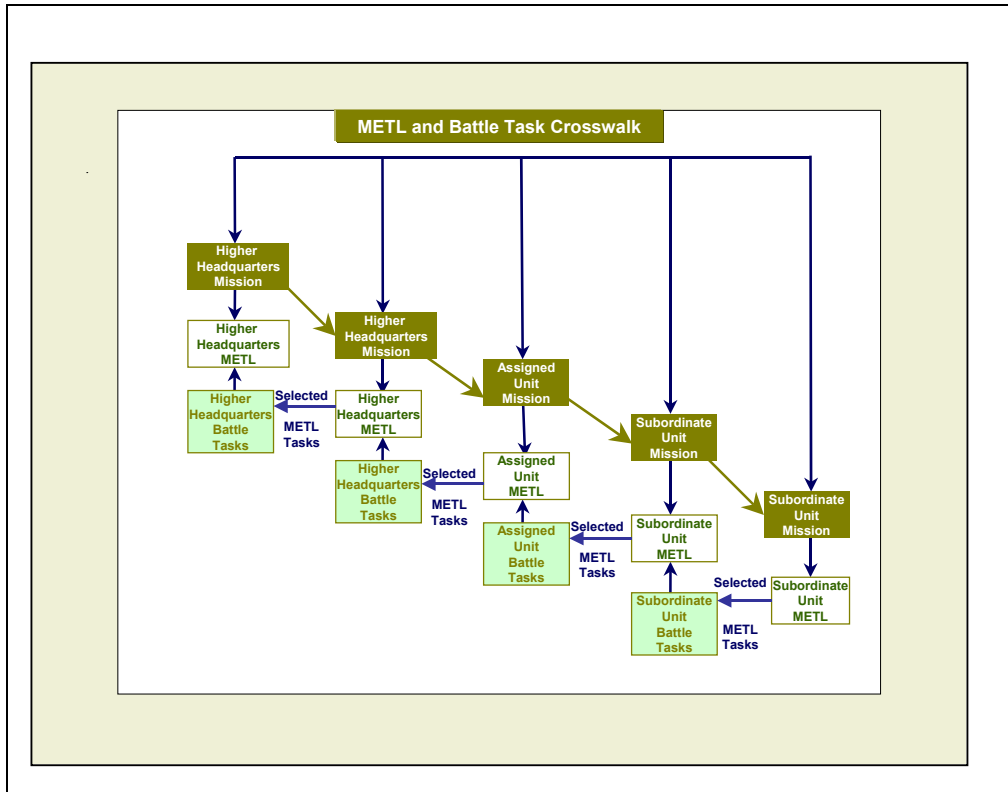 METL and Battle Task Crosswalk
Higher
Headquarters
Mission
Higher
Headquarters
METL
Higher
Headquarters
Battle
Tasks
Selected
METL
Tasks
Higher
Headquarters
Mission
Higher
Headquarters
METL
Higher
Headquarters
Battle
Tasks
Selected
METL
Tasks
Assigned
Unit
Mission
Assigned
Unit
METL
Assigned
Unit
Battle
Tasks
Selected
METL
Tasks
Subordinate
Unit
Mission
Subordinate
Unit
METL
Subordinate
Unit
Battle
Tasks
Selected
METL
Tasks
Subordinate
Unit
Mission
Subordinate
Unit
METL